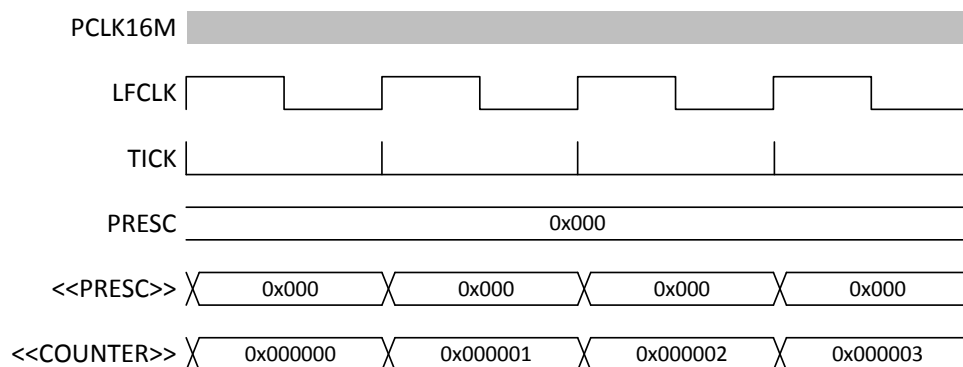 PCLK16M
LFCLK
TICK
PRESC 0x000
<<PRESC>> 0x000 0x000 0x000 0x000
<<COUNTER>> 0x000000 0x000001 0x000002 0x000003